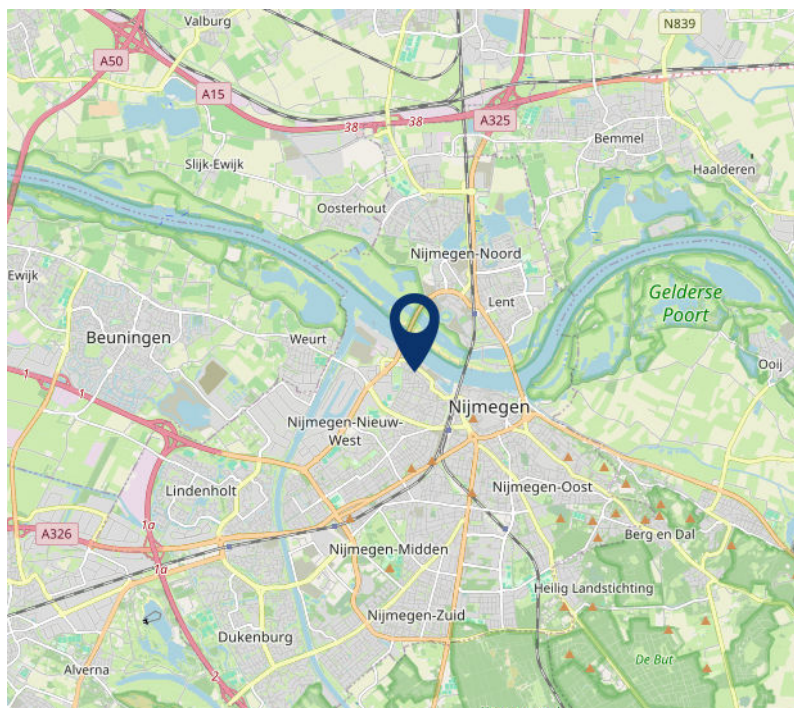 Valburg
N839
A50
A15
38
38
A325
Bemmel
Slijk-Ewijk
Haalderen
Oosterhout
Nijmegen-Noord
Ewijk
Gelderse
Poort
Lent
Beuningen
Weurt
Ooij
1
1
Nijmegen
Nijmegen-Nieuw-
West
Lindenholt
Nijmegen-Oost
1a
A326
Berg en Dal
Nijmegen-Midden
1a
Heilig Landstichting
Nijmegen-Zuid
Dukenburg
De But
Alverna
2